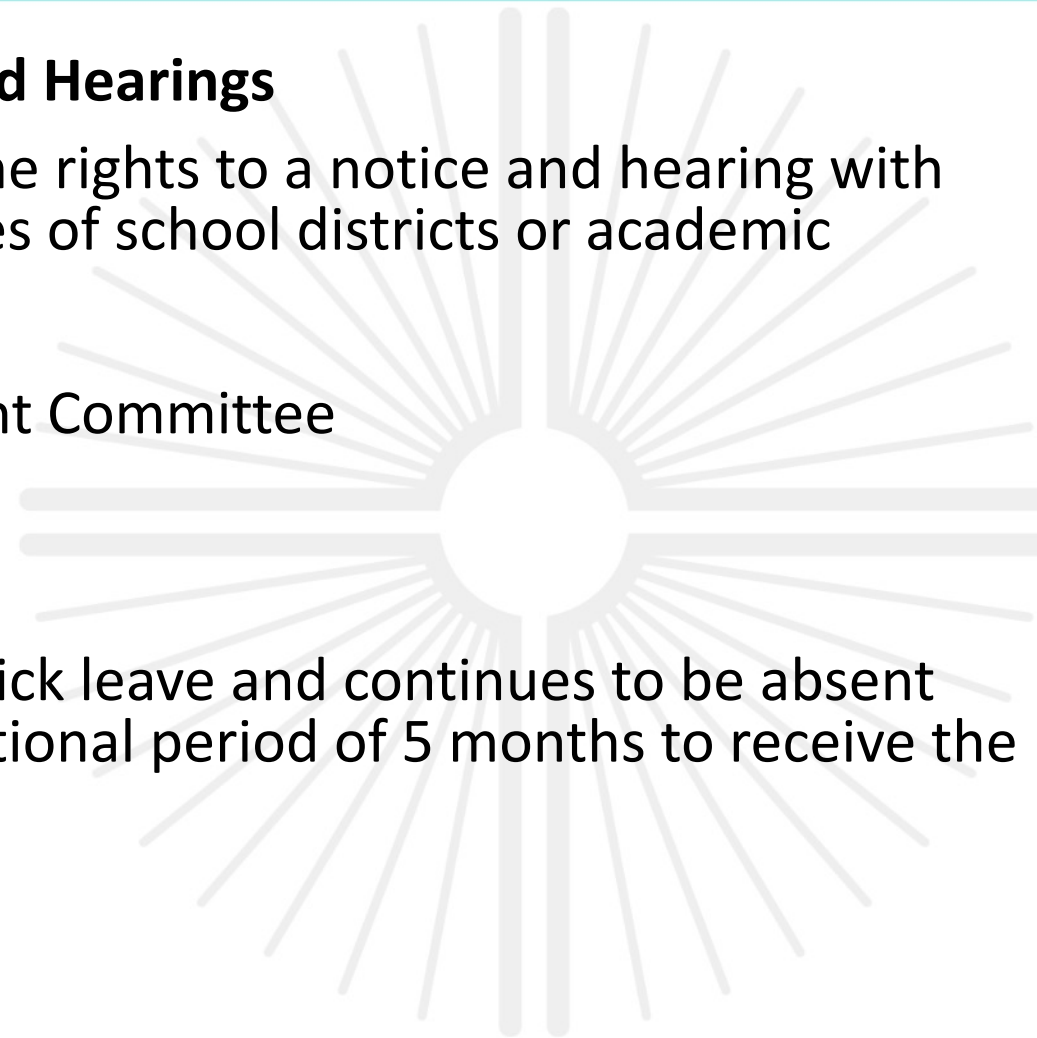 d Hearings
he rights to a notice and hearing with
es of school districts or academic
nt Committee
ick leave and continues to be absent
tional period of 5 months to receive the